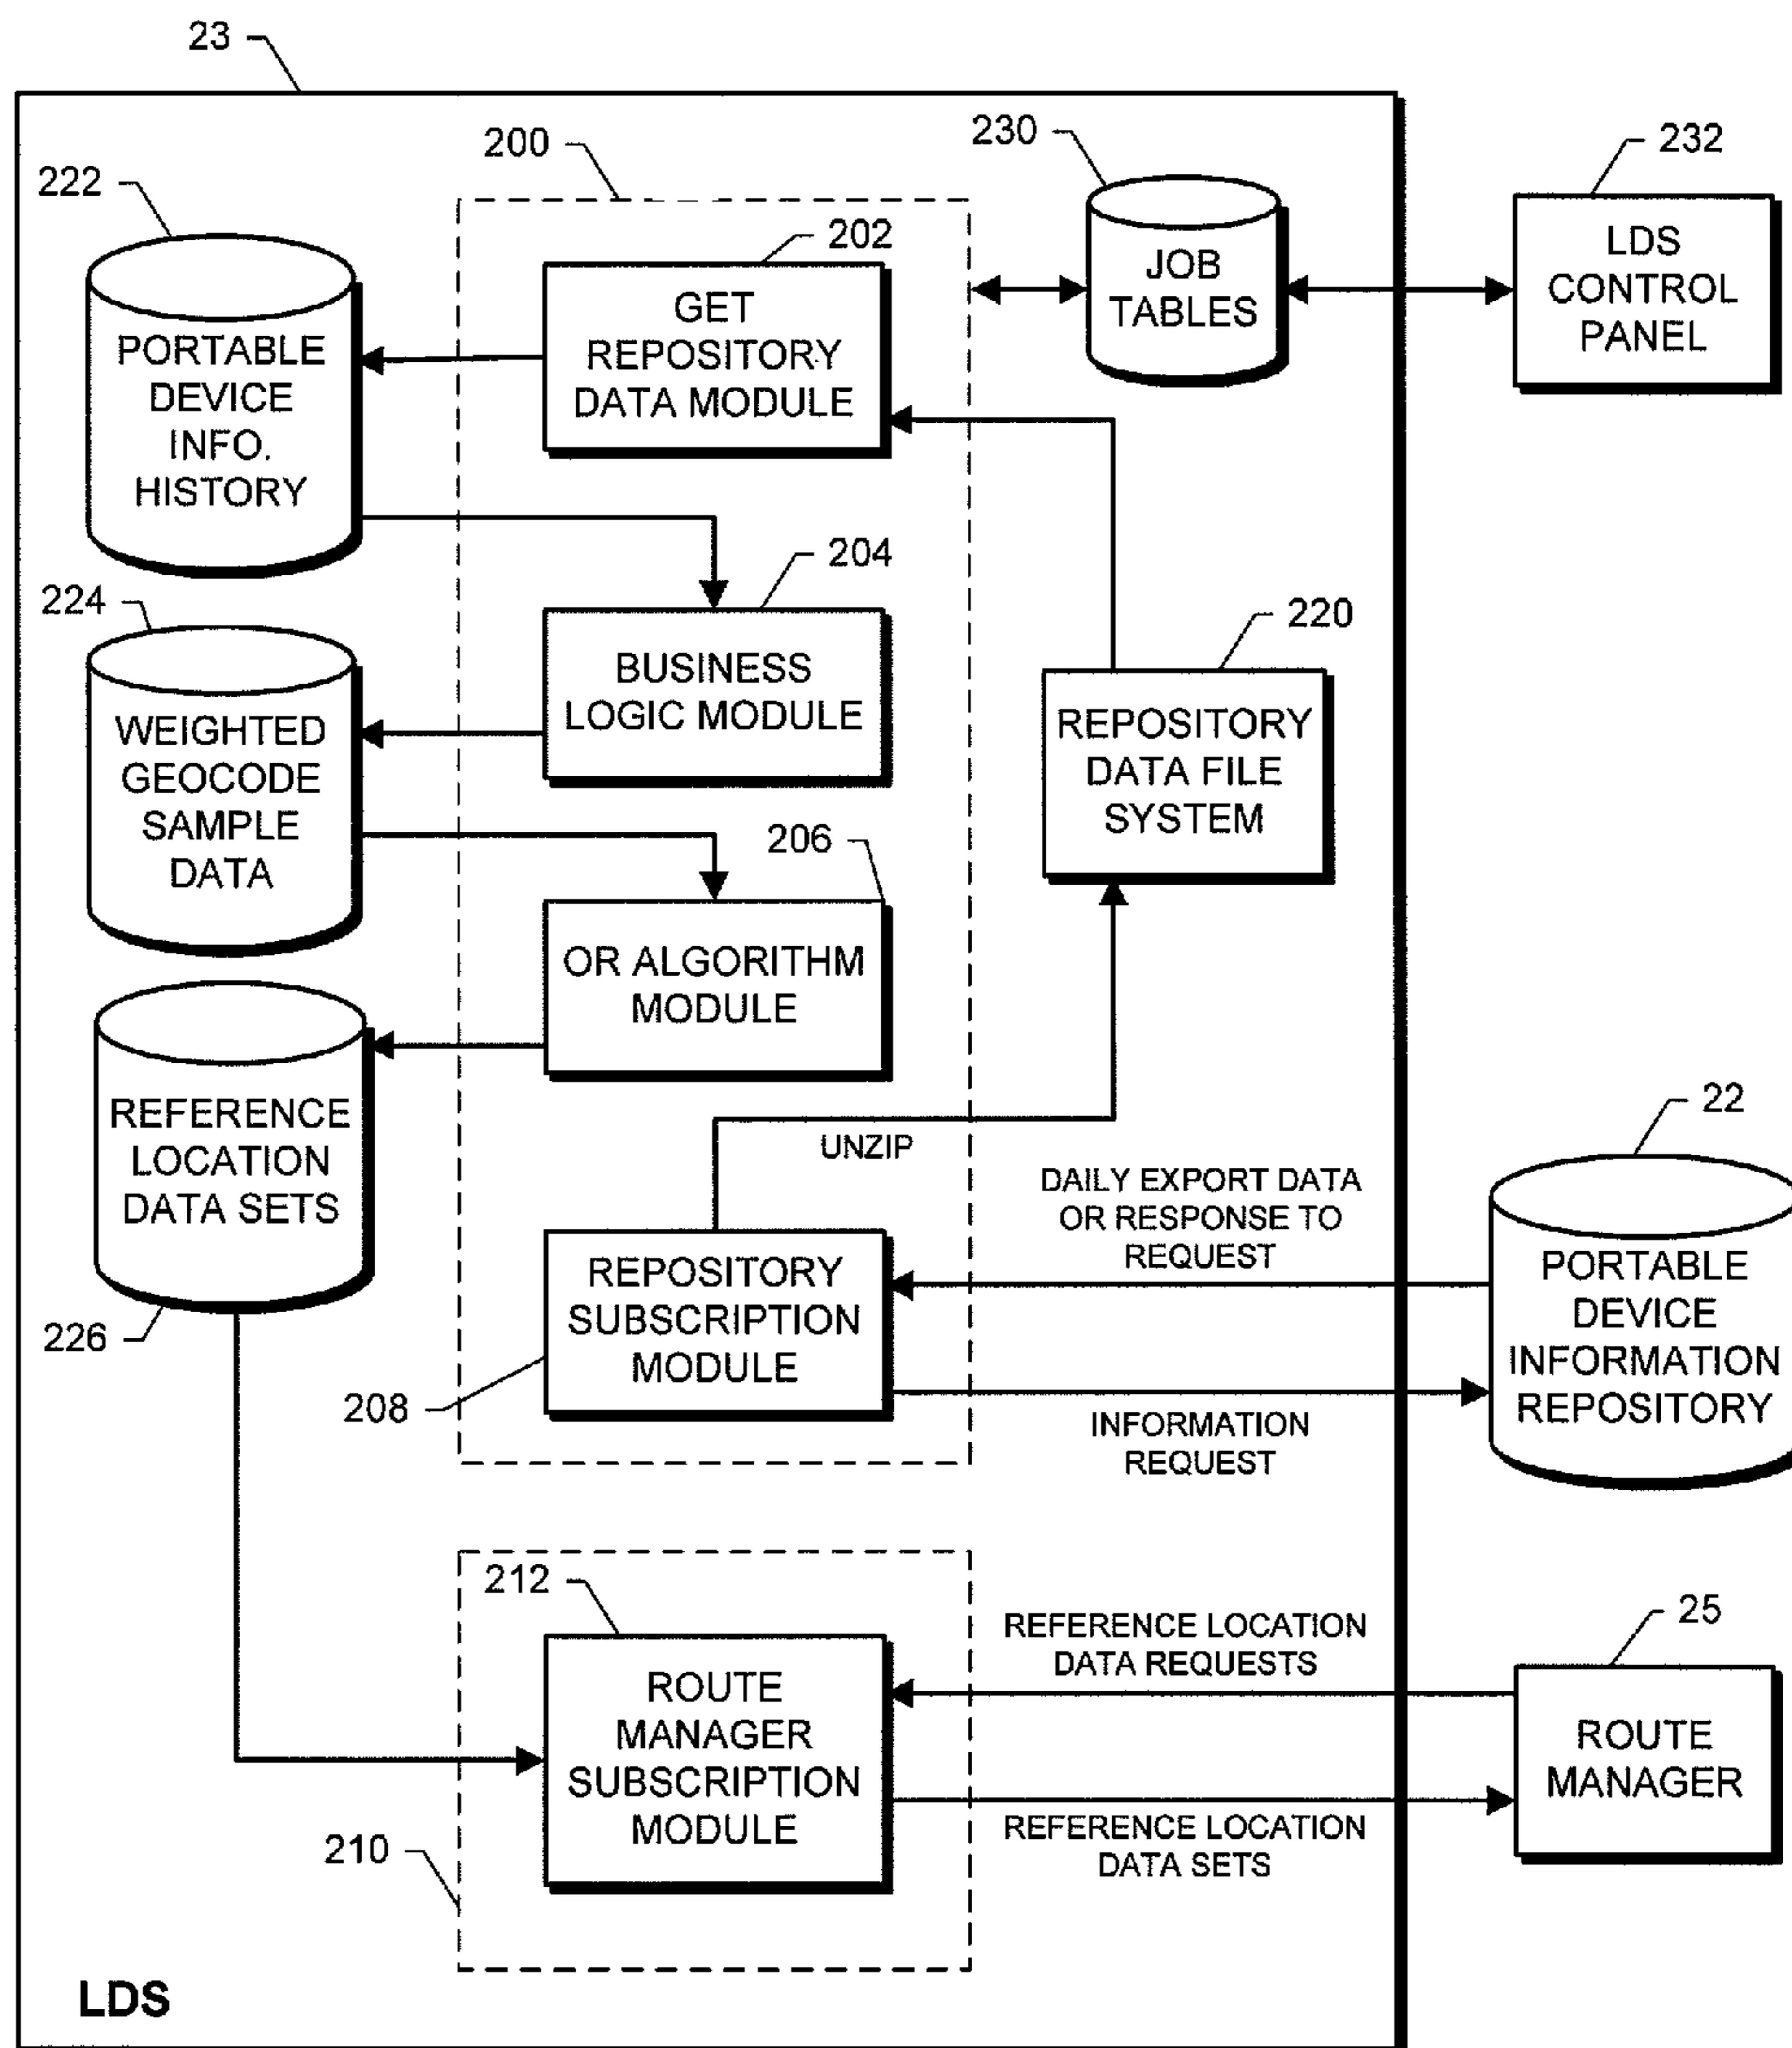 23
200
230
232
222
202
JOB
TABLES
LDS
CONTROL
PANEL
GET
REPOSITORY
DATA MODULE
PORTABLE
DEVICE
INFO.
HISTORY
204
224
220
BUSINESS
LOGIC MODULE
WEIGHTED
GEOCODE
SAMPLE
DATA
REPOSITORY
DATA FILE
SYSTEM
206
OR ALGORITHM
MODULE
REFERENCE
LOCATION
DATA SETS
22
UNZIP
DAILY EXPORT DATA
OR RESPONSE TO
REQUEST
REPOSITORY
SUBSCRIPTION
MODULE
PORTABLE
DEVICE
INFORMATION
REPOSITORY
226
208
INFORMATION
REQUEST
212
REFERENCE LOCATION
DATA REQUESTS
25
ROUTE
MANAGER
SUBSCRIPTION
MODULE
ROUTE
MANAGER
REFERENCE LOCATION
DATA SETS
210
LDS